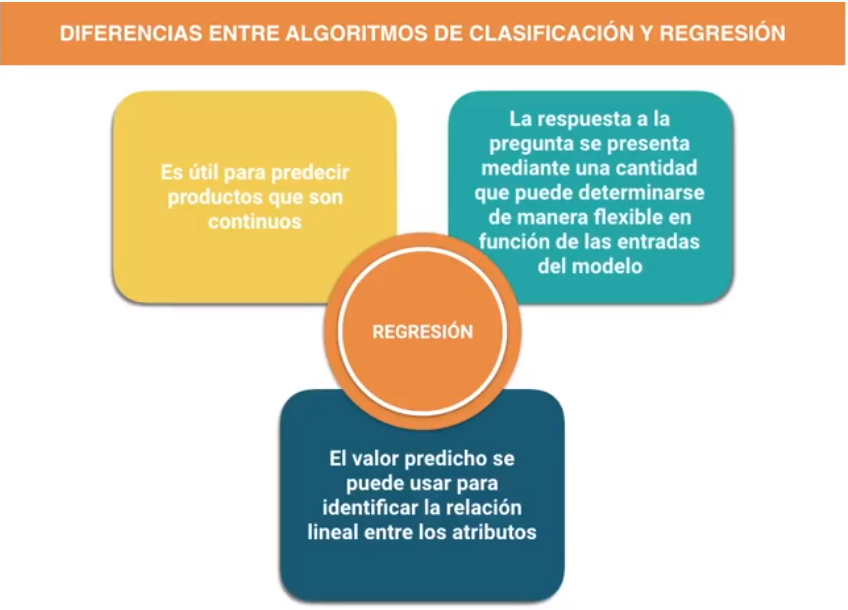 DIFERENCIAS ENTRE ALGORITMOS DE CLASIFICACIÓN Y REGRESIÓN
Es útil para predecir
productos que son
continuos
La respuesta a la
pregunta se presenta
mediante una cantidad
que puede determinarse
de manera flexible en
función de las entradas
del modelo
REGRESIÓN
El valor predicho se
puede usar para
identificar la relación
lineal entre los atributos